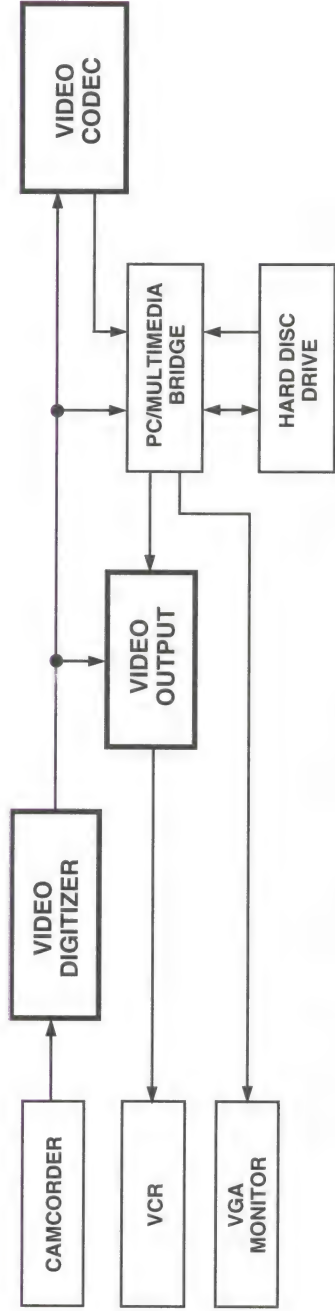 CAMCORDER
VIDEO
DIGITIZER
VIDEO
CODEC
VCR
VIDEO
OUTPUT
PC/MULTIMEDIA
BRIDGE
VGA
MONITOR
HARD DISC
DRIVE